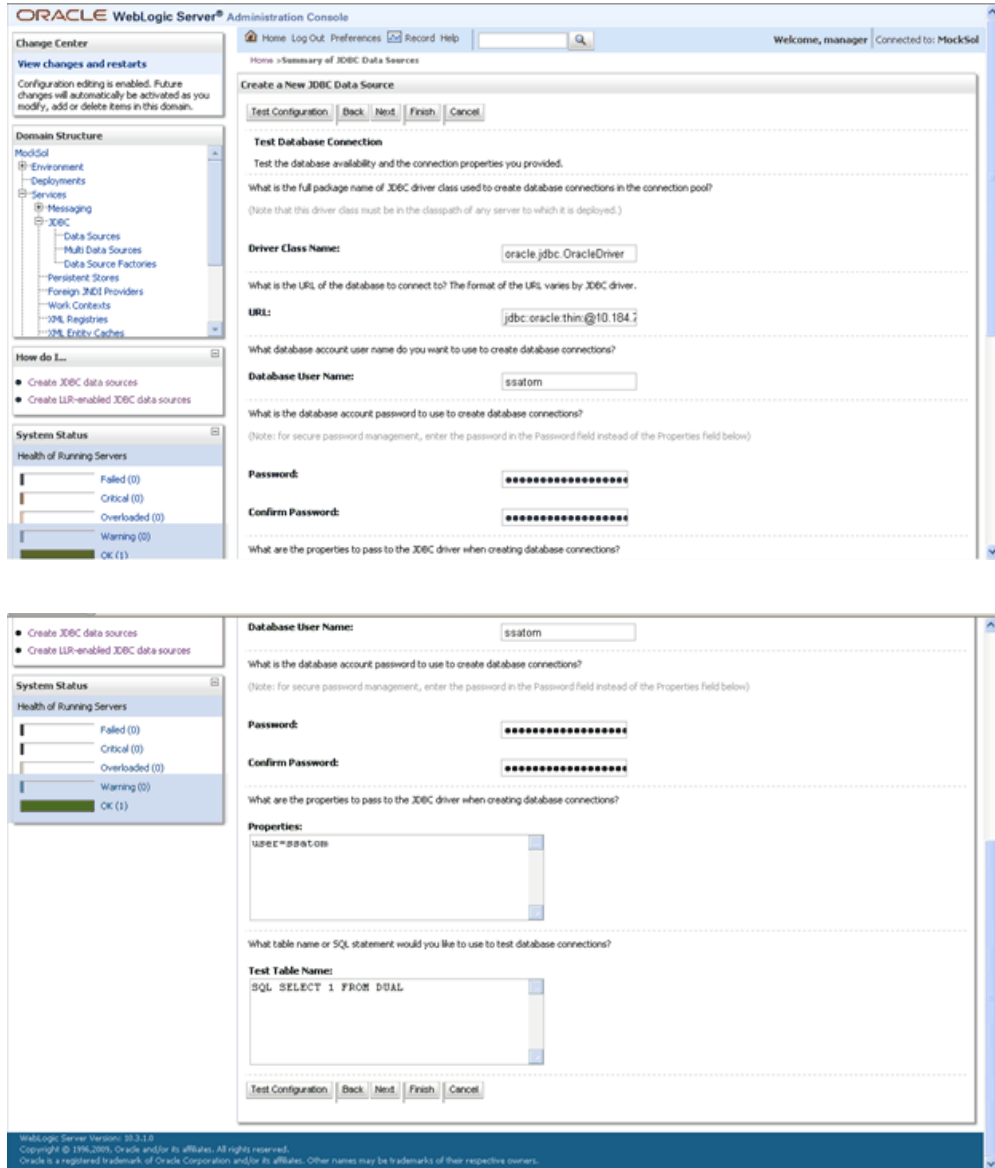 ORACLE WebLogic Server® Administration Console
Change Center
View changes and restarts
Configuration editing is enabled. Future
changes will automatically be activated as you
modify, add or delete items in this domain.
Domain Structure
MockSol
Environment
Deployments
Services
Messaging
JDBC
Data Sources
Multi Data Sources
Data Source Factories
Persistent Stores
Foreign JNDI Providers
Work Contexts
XML Registries
XML Entity Caches
How do I...
Create JDBC data sources
Create LLR-enabled JDBC data sources
System Status
Health of Running Servers
Failed (0)
Critical (0)
Overloaded (0)
Warning (0)
OK (1)
Home Log Out Preferences Record Help
Welcome, manager Connected to: MockSol
Home >Summary of JDBC Data Sources
Create a New JDBC Data Source
Test Configuration Back Next Finish Cancel
Test Database Connection
Test the database availability and the connection properties you provided.
What is the full package name of JDBC driver class used to create database connections in the connection pool?
(Note that this driver class must be in the classpath of any server to which it is deployed.)
Driver Class Name: oracle.jdbc.OracleDriver
What is the URL of the database to connect to? The format of the URL varies by JDBC driver.
URL: jdbc:oracle:thin:@10.184.7
What database account user name do you want to use to create database connections?
Database User Name: ssatom
What is the database account password to use to create database connections?
(Note: for secure password management, enter the password in the Password field instead of the Properties field below)
Password: ••••••••••••••••••
Confirm Password: ••••••••••••••••••
What are the properties to pass to the JDBC driver when creating database connections?
Create JDBC data sources
Create LLR-enabled JDBC data sources
System Status
Health of Running Servers
Failed (0)
Critical (0)
Overloaded (0)
Warning (0)
OK (1)
Database User Name: ssatom
What is the database account password to use to create database connections?
(Note: for secure password management, enter the password in the Password field instead of the Properties field below)
Password: ••••••••••••••••••
Confirm Password: ••••••••••••••••••
What are the properties to pass to the JDBC driver when creating database connections?
Properties:
user=ssatom
What table name or SQL statement would you like to use to test database connections?
Test Table Name:
SQL SELECT 1 FROM DUAL
Test Configuration Back Next Finish Cancel
WebLogic Server Version: 10.3.1.0
Copyright © 1996,2009, Oracle and/or its affiliates. All rights reserved.
Oracle is a registered trademark of Oracle Corporation and/or its affiliates. Other names may be trademarks of their respective owners.